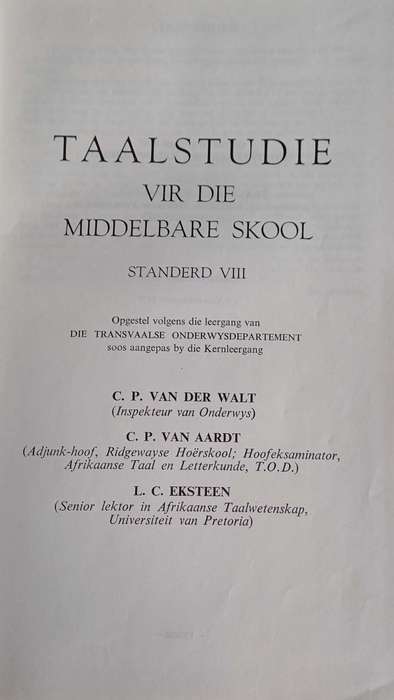 TAALSTUDIE
VIR DIE
MIDDELBARE SKOOL
STANDERD VIII
Opgestel volgens die leergang van
DIE TRANSVAALSE ONDERWYSDEPARTEMENT
soos aangepas by die Kernleergang
C. P. VAN DER WALT
(Inspekteur van Onderwys)
C. P. VAN AARDT
(Adjunk-hoof, Ridgewayse Hoërskool; Hoofeksaminator,
Afrikaanse Taal en Letterkunde, T.O.D.)
L. C. EKSTEEN
(Senior lektor in Afrikaanse Taalwetenskap,
Universiteit van Pretoria)